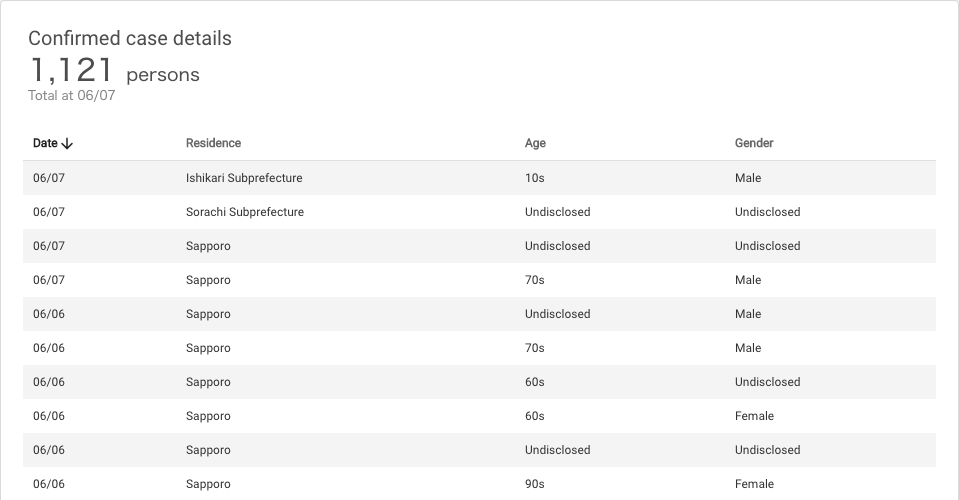 Confirmed case details
1,121 persons
Total at 06/07
Date Residence Age Gender
06/07 Ishikari Subprefecture 10s Male
06/07 Sorachi Subprefecture Undisclosed Undisclosed
06/07 Sapporo Undisclosed Undisclosed
06/07 Sapporo 70s Male
06/06 Sapporo Undisclosed Male
06/06 Sapporo 70s Male
06/06 Sapporo 60s Undisclosed
06/06 Sapporo 60s Female
06/06 Sapporo Undisclosed Undisclosed
06/06 Sapporo 90s Female